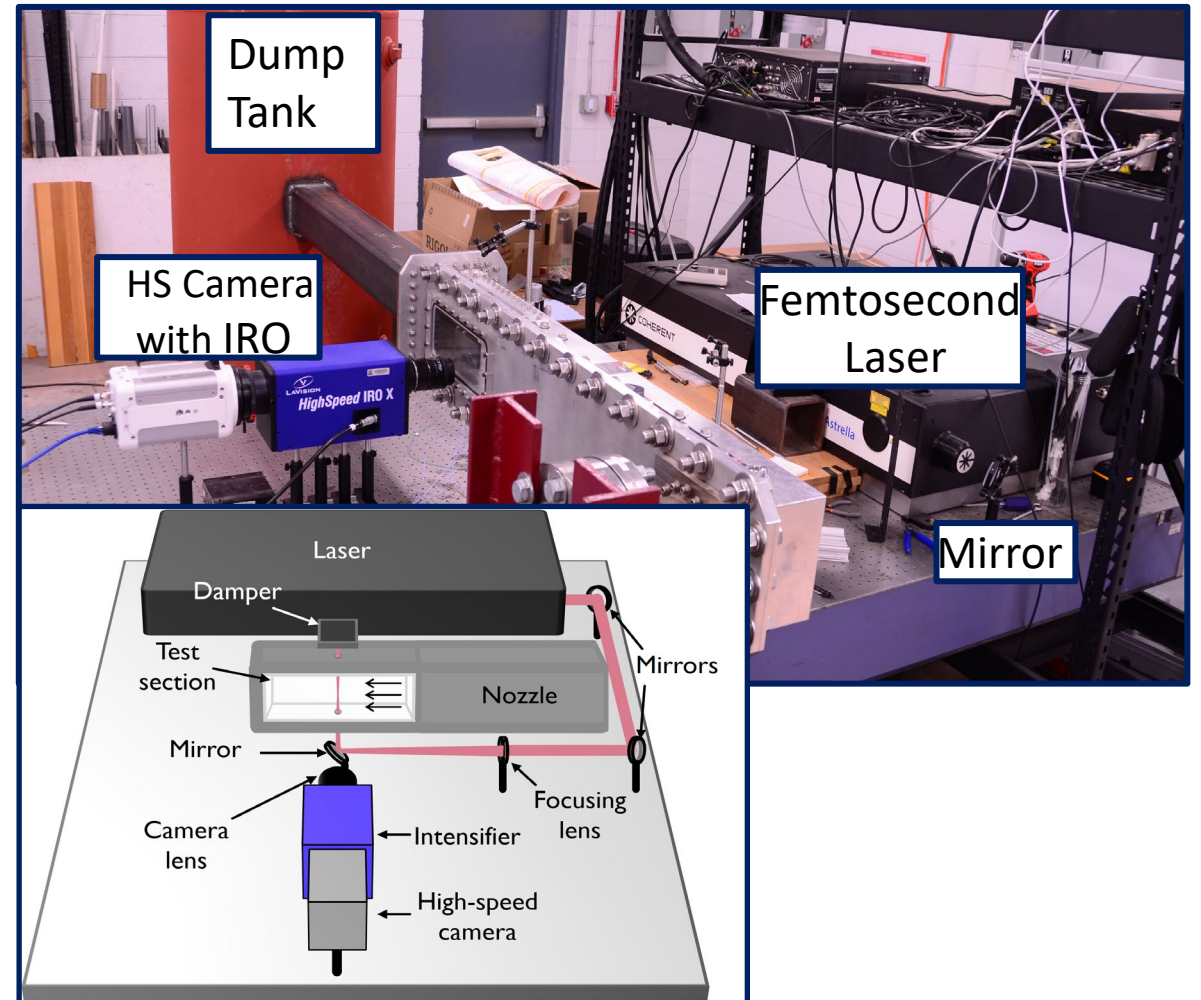 Dump
Tank
HS Camera
with IRO
RIGOL
LAVISION
HighSpeed IRO X
COHERENT
Femtosecond
Laser
Astrella
Mirror
Laser
Damper
Test
section
Mirrors
Nozzle
Mirror
Focusing
lens
Camera
lens
Intensifier
High-speed
camera